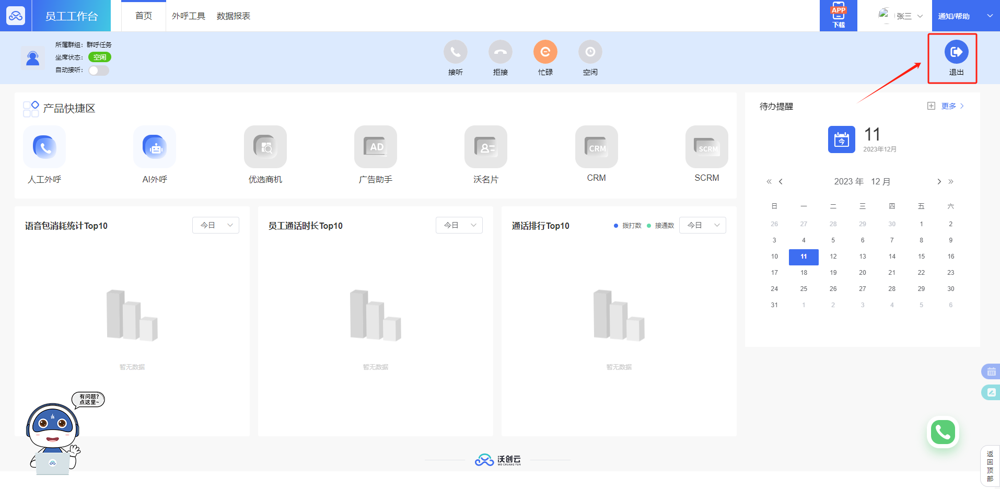 员工工作台
首页
外呼工具
数据报表
APP
下载
张三
通知/帮助
所属群组： 群呼任务
坐席状态： 空闲
自动接听：
接听
拒接
忙碌
空闲
退出
产品快捷区
人工外呼
AI外呼
优选商机
AD
广告助手
沃名片
CRM
CRM
SCRM
SCRM
待办提醒
更多
今
11
2023年12月
2023 年 12 月
日 一 二 三 四 五 六
26 27 28 29 30 1 2
3 4 5 6 7 8 9
10 11 12 13 14 15 16
17 18 19 20 21 22 23
24 25 26 27 28 29 30
31 1 2 3 4 5 6
语音包消耗统计Top10
今日
暂无数据
员工通话时长Top10
今日
暂无数据
通话排行Top10
拨打数 接通数
今日
暂无数据
有问题？
点这里~
沃创云
WO CHUANG YUN
返
回
顶
部